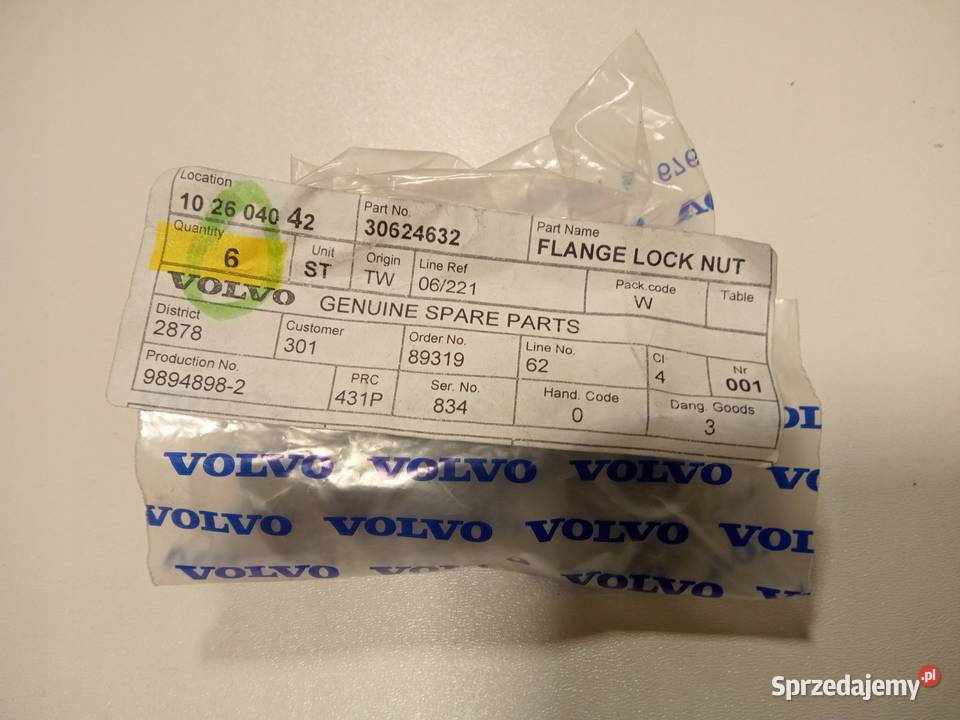 Location
10 26 040 42
Part No.
30624632
Part Name
FLANGE LOCK NUT
Quantity
6
Unit
ST
Origin
TW
Line Ref
06/221
Pack.code
W
Table
VOLVO GENUINE SPARE PARTS
District
2878
Customer
301
Order No.
89319
Line No.
62
Cl
4
Nr
001
Production No.
9894898-2
PRC
431P
Ser. No.
834
Hand. Code
0
Dang. Goods
3
VOLVO VOLVO VOLVO
VOLVO VOLVO VOLVO VOL
VOLVO VOLVO VOLVO
Sprzedajemy.pl